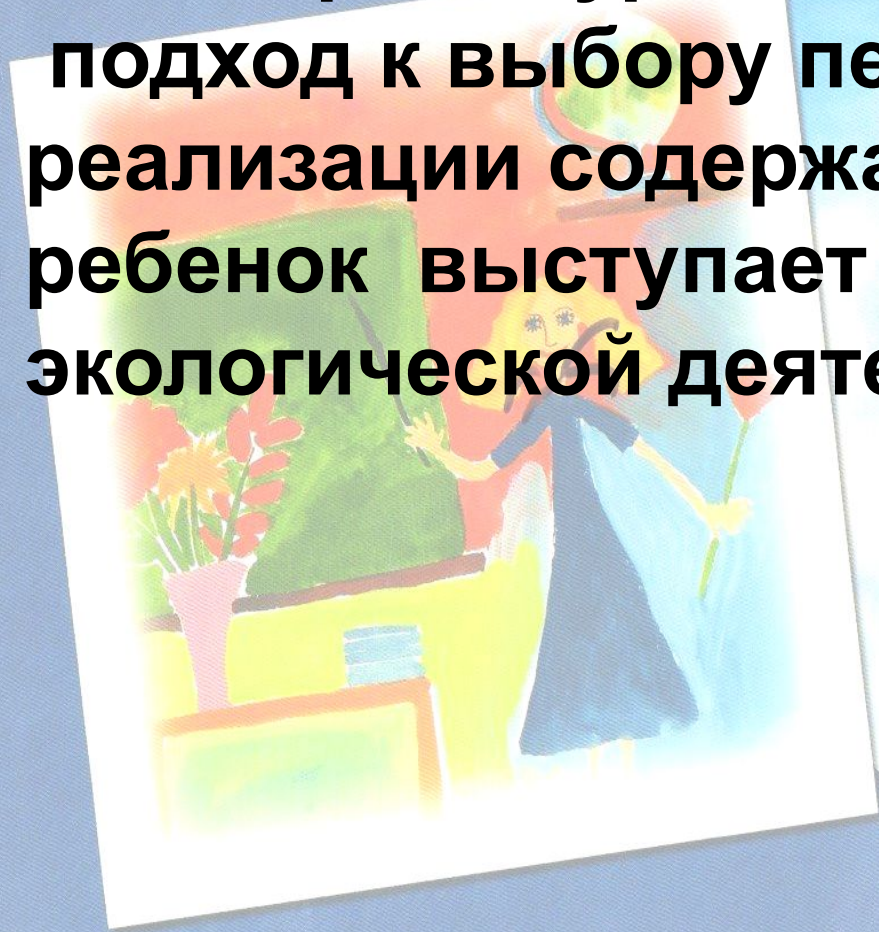 подход к выбору пе
реализации содержа
ребенок выступает
экологической деяте